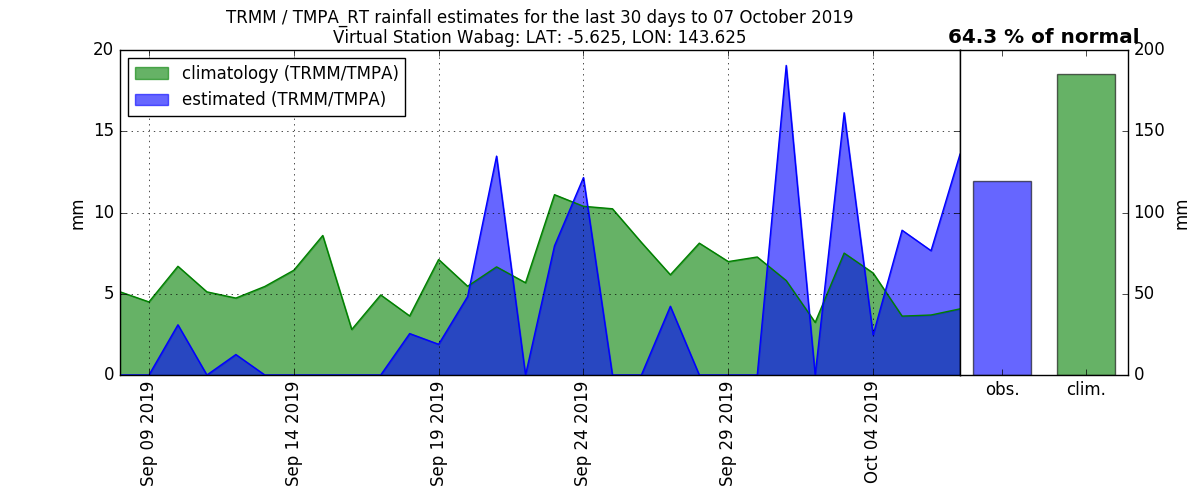 TRMM / TMPA_RT rainfall estimates for the last 30 days to 07 October 2019
Virtual Station Wabag: LAT: -5.625, LON: 143.625
64.3 % of normal
climatology (TRMM/TMPA)
estimated (TRMM/TMPA)
20
15
10
5
0
mm
Sep 09 2019
Sep 14 2019
Sep 19 2019
Sep 24 2019
Sep 29 2019
Oct 04 2019
obs.
clim.
200
150
100
50
0
mm